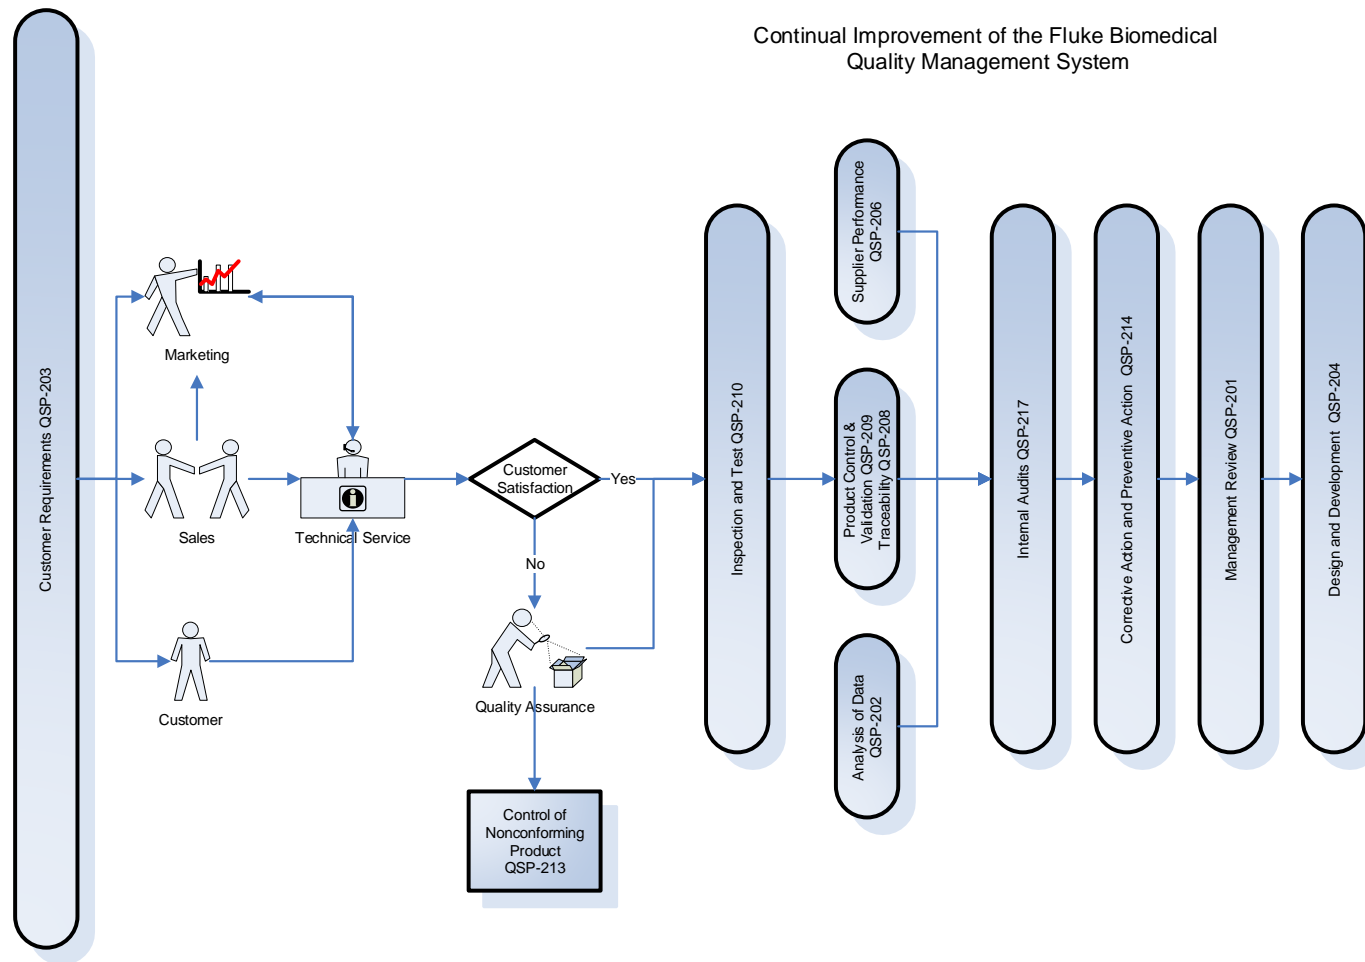 Continual Improvement of the Fluke Biomedical
Quality Management System
Customer Requirements QSP-203
Marketing
Sales
Technical Service
Customer
Customer
Satisfaction
Yes
No
Quality Assurance
Control of
Nonconforming
Product
QSP-213
Inspection and Test QSP-210
Supplier Performance
QSP-206
Product Control &
Validation QSP-209
Traceability QSP-208
Analysis of Data
QSP-202
Internal Audits QSP-217
Corrective Action and Preventive Action QSP-214
Management Review QSP-201
Design and Development QSP-204